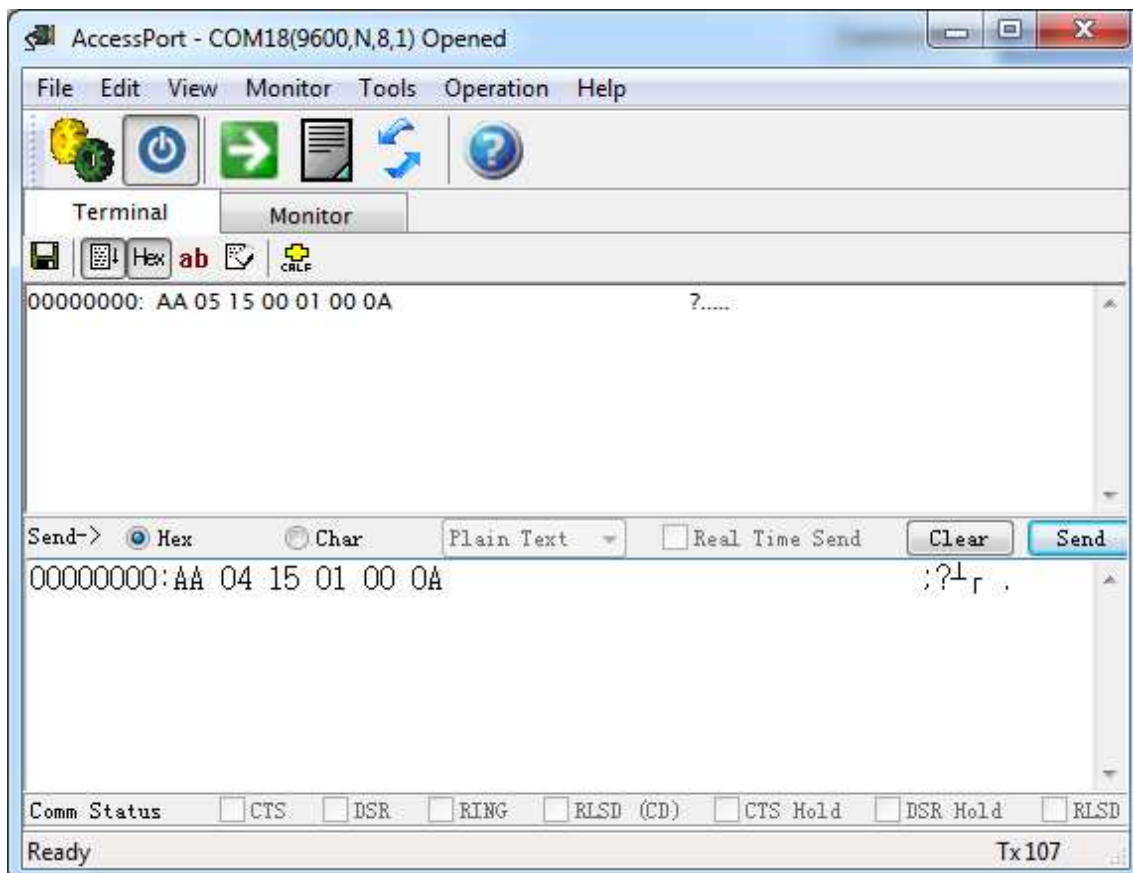 AccessPort - COM18(9600,N,8,1) Opened
File Edit View Monitor Tools Operation Help
Terminal Monitor
Hex ab CRLF
00000000: AA 05 15 00 01 00 0A ?.....
Send-> Hex Char Plain Text Real Time Send Clear Send
00000000:AA 04 15 01 00 0A ;?┴┌ .
Comm Status CTS DSR RING RLSD (CD) CTS Hold DSR Hold RLSD
Ready Tx 107